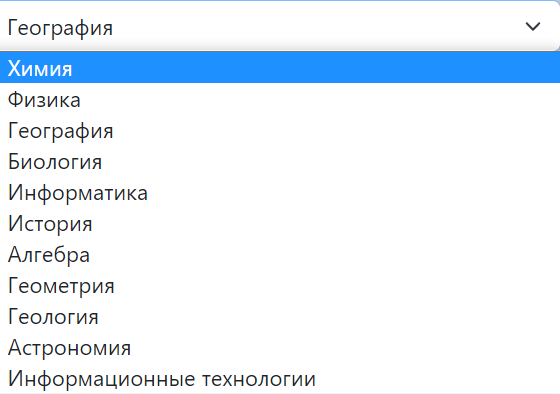 География
Химия
Физика
География
Биология
Информатика
История
Алгебра
Геометрия
Геология
Астрономия
Информационные технологии